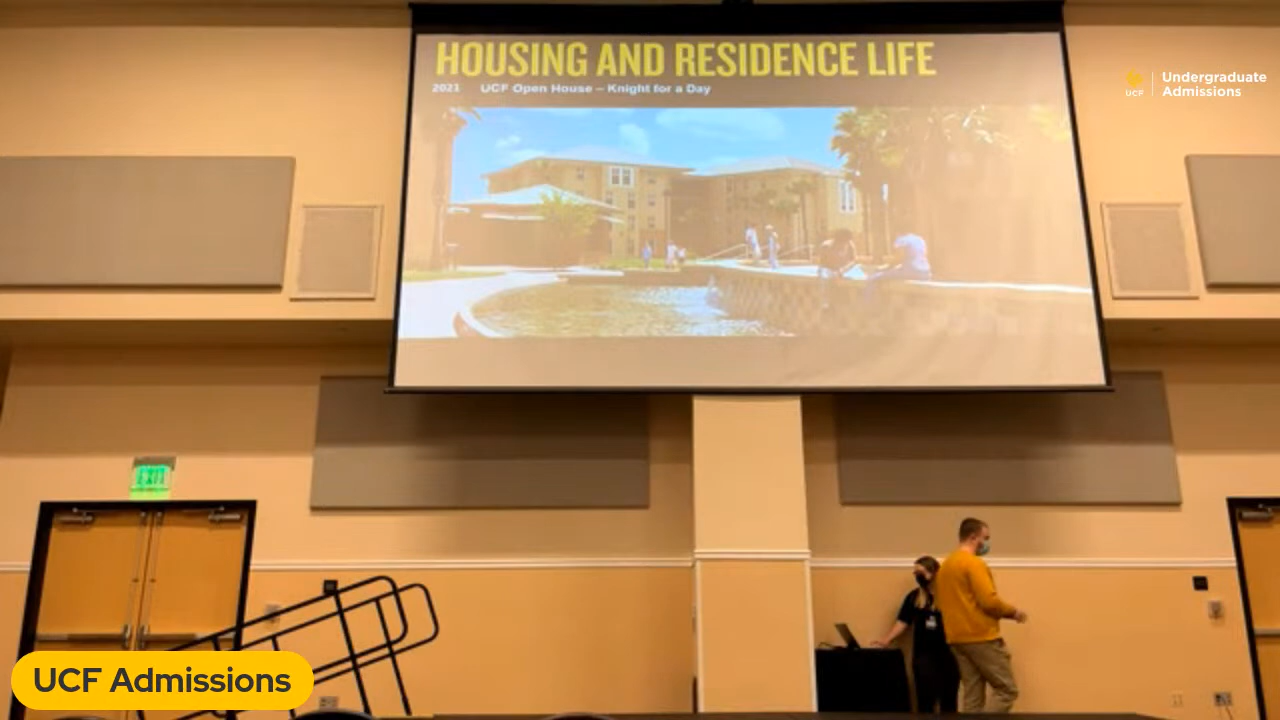 HOUSING AND RESIDENCE LIFE
2021 UCF Open House – Knight for a Day
UCF
Undergraduate
Admissions
EXIT
UCF Admissions